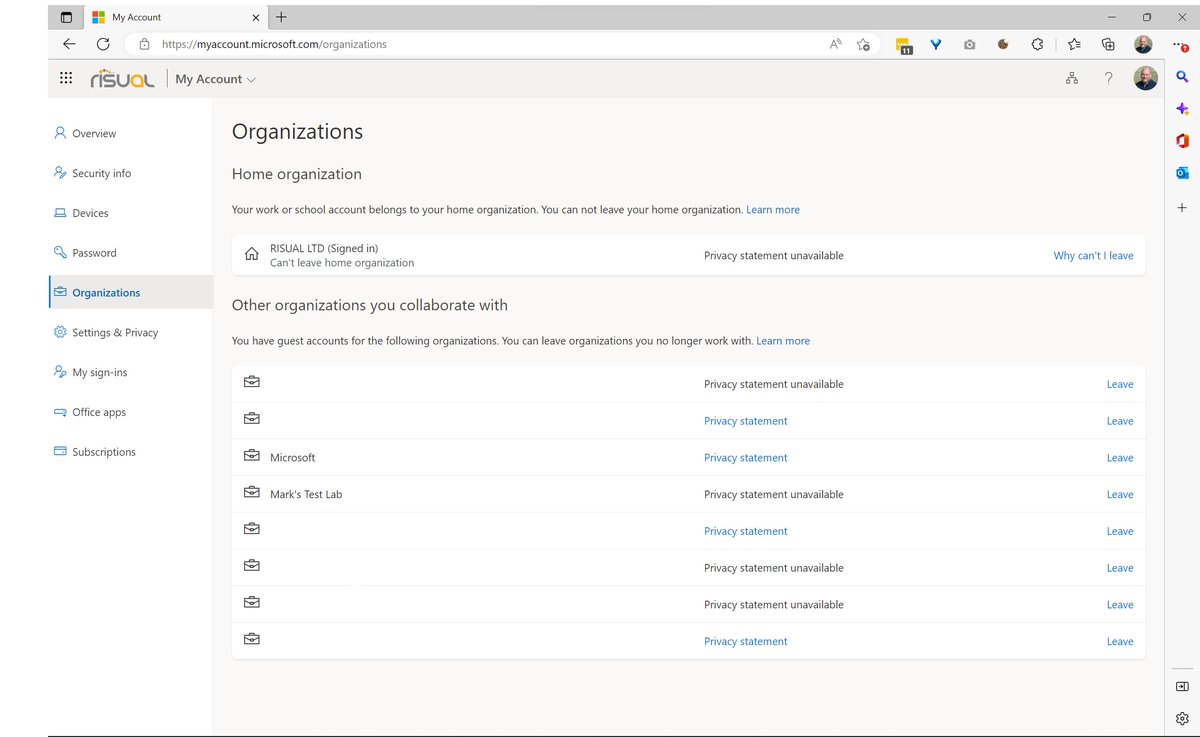 My Account
https://myaccount.microsoft.com/organizations
11
risual
My Account
Overview
Security info
Devices
Password
Organizations
Settings & Privacy
My sign-ins
Office apps
Subscriptions
Organizations
Home organization
Your work or school account belongs to your home organization. You can not leave your home organization. Learn more
RISUAL LTD (Signed in)
Can't leave home organization
Privacy statement unavailable
Why can't I leave
Other organizations you collaborate with
You have guest accounts for the following organizations. You can leave organizations you no longer work with. Learn more
Privacy statement unavailable Leave
Privacy statement Leave
Microsoft Privacy statement Leave
Mark's Test Lab Privacy statement unavailable Leave
Privacy statement Leave
Privacy statement unavailable Leave
Privacy statement unavailable Leave
Privacy statement Leave